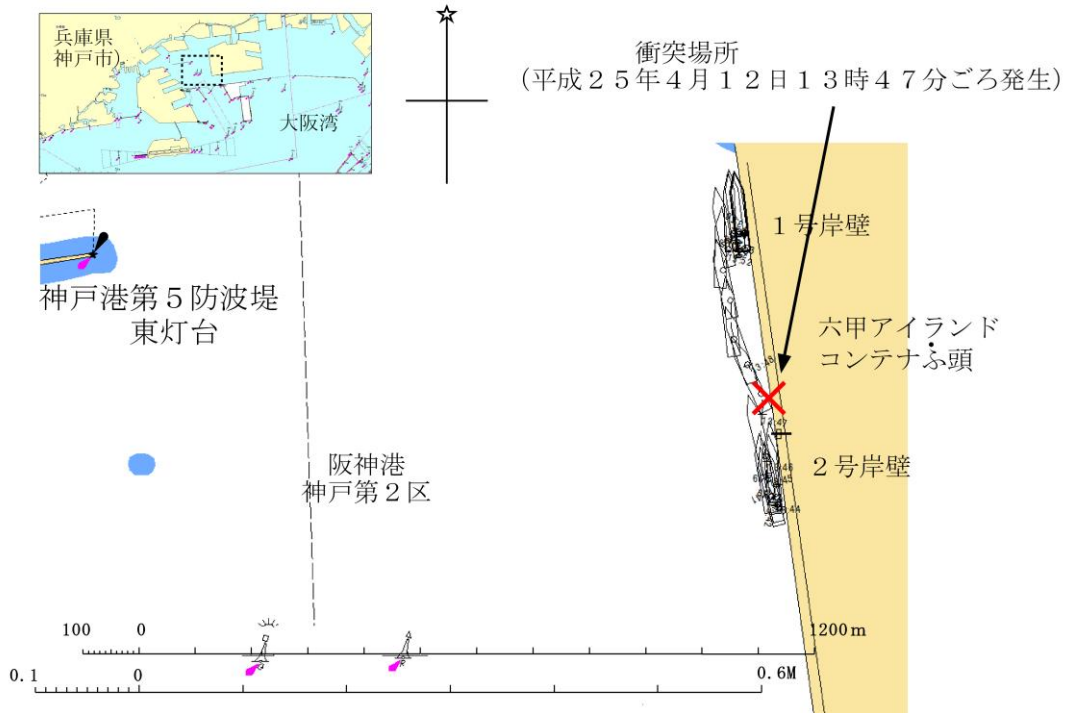 兵庫県
神戸市
大阪湾
衝突場所
（平成２５年４月１２日１３時４７分ごろ発生）
１号岸壁
神戸港第５防波堤
東灯台
六甲アイランド
コンテナふ頭
13:48
13:47
２号岸壁
阪神港
神戸第２区
100 0 1200ｍ
0.1 0 0.6M